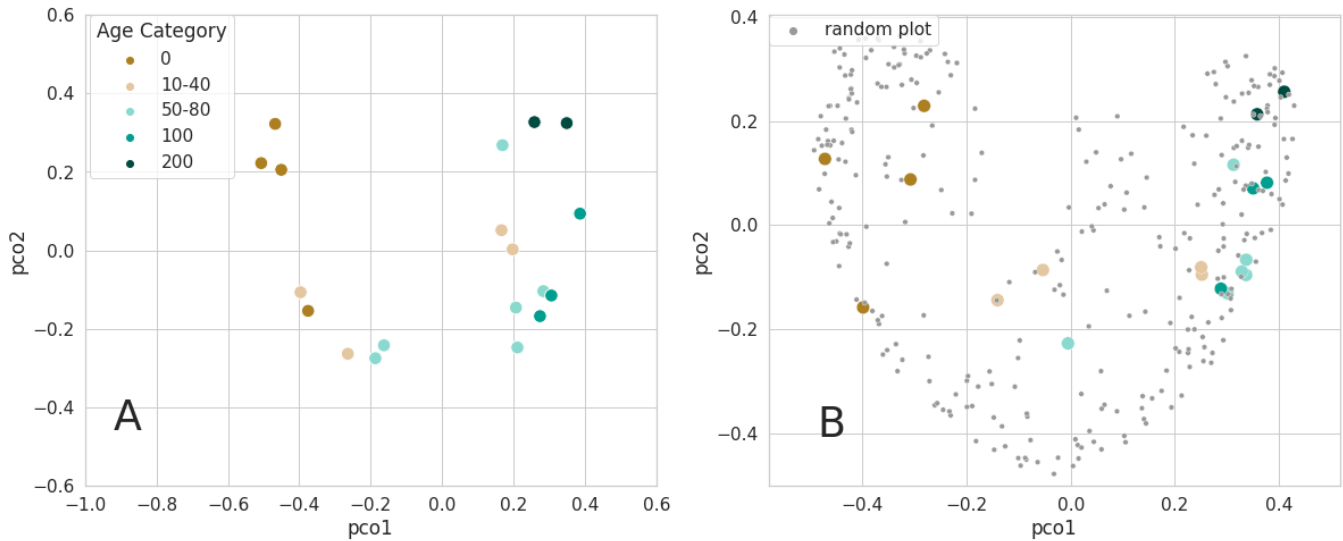 0.6
0.4
0.2
0.0
−0.2
−0.4
−0.6
pco2
Age Category
0
10-40
50-80
100
200
A
−1.0 −0.8 −0.6 −0.4 −0.2 0.0 0.2 0.4 0.6
pco1
0.4
0.2
0.0
−0.2
−0.4
pco2
random plot
B
−0.4 −0.2 0.0 0.2 0.4
pco1